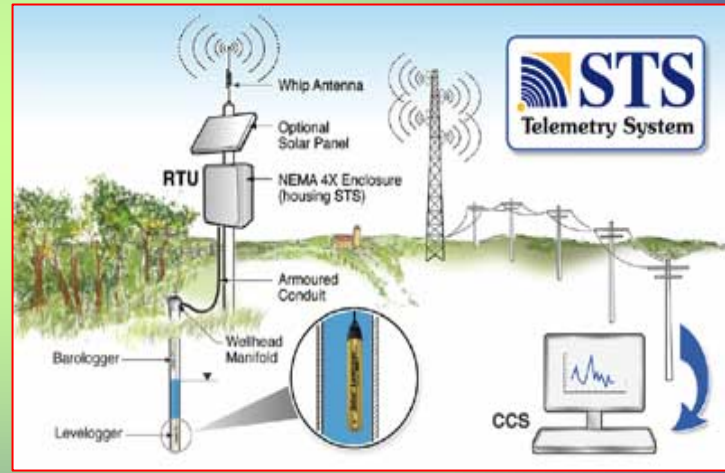 STS
Telemetry System
Whip Antenna
Optional
Solar Panel
RTU
NEMA 4X Enclosure
(housing STS)
Armoured
Conduit
Wellhead
Manifold
Barologger
Levelogger
CCS